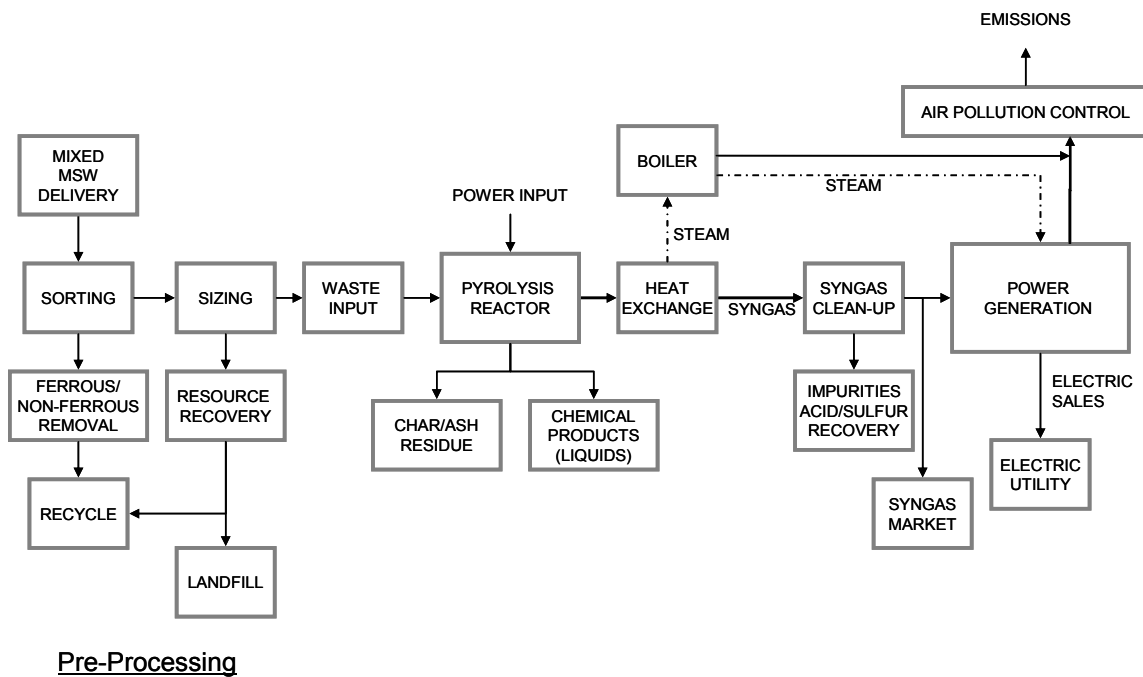 EMISSIONS
AIR POLLUTION CONTROL
MIXED
MSW
DELIVERY
BOILER
STEAM
POWER INPUT
STEAM
SORTING
SIZING
WASTE
INPUT
PYROLYSIS
REACTOR
HEAT
EXCHANGE
SYNGAS
SYNGAS
CLEAN-UP
POWER
GENERATION
FERROUS/
NON-FERROUS
REMOVAL
RESOURCE
RECOVERY
CHAR/ASH
RESIDUE
CHEMICAL
PRODUCTS
(LIQUIDS)
IMPURITIES
ACID/SULFUR
RECOVERY
ELECTRIC
SALES
RECYCLE
LANDFILL
SYNGAS
MARKET
ELECTRIC
UTILITY
Pre-Processing